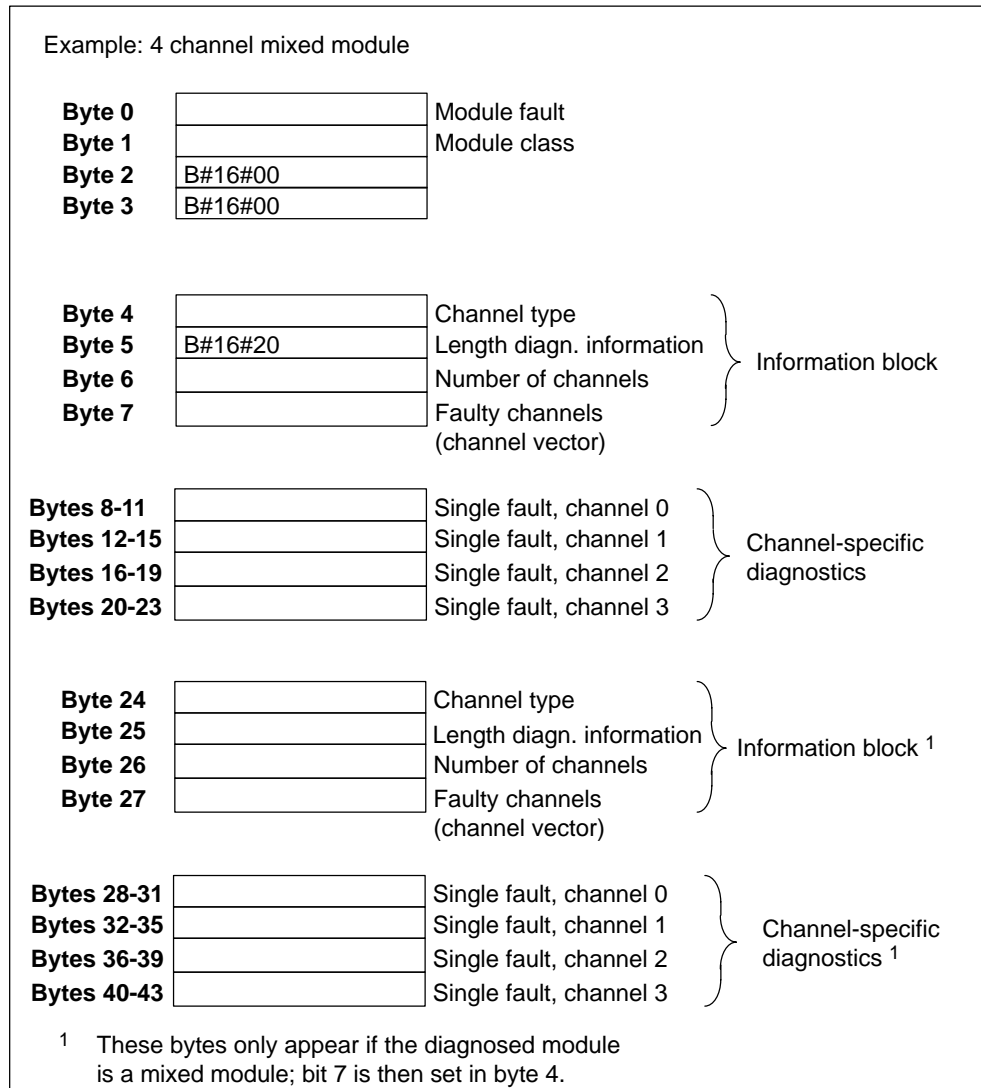 Example: 4 channel mixed module
Byte 0 Module fault
Byte 1 Module class
Byte 2 B#16#00
Byte 3 B#16#00
Byte 4 Channel type
Byte 5 B#16#20 Length diagn. information
Byte 6 Number of channels
Byte 7 Faulty channels
(channel vector)
Information block
Bytes 8-11 Single fault, channel 0
Bytes 12-15 Single fault, channel 1
Bytes 16-19 Single fault, channel 2
Bytes 20-23 Single fault, channel 3
Channel-specific
diagnostics
Byte 24 Channel type
Byte 25 Length diagn. information
Byte 26 Number of channels
Byte 27 Faulty channels
(channel vector)
Information block 1
Bytes 28-31 Single fault, channel 0
Bytes 32-35 Single fault, channel 1
Bytes 36-39 Single fault, channel 2
Bytes 40-43 Single fault, channel 3
Channel-specific
diagnostics 1
1 These bytes only appear if the diagnosed module
is a mixed module; bit 7 is then set in byte 4.